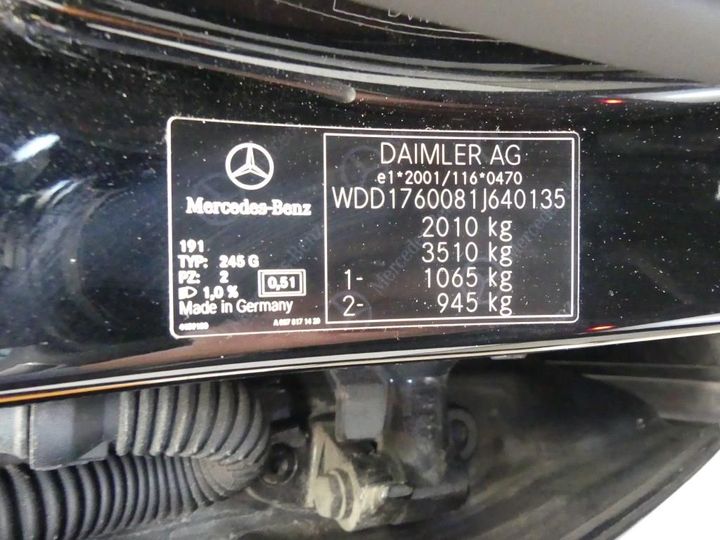 Mercedes-Benz
191
TYP: 245 G
PZ: 2
1,0 %
0,51
Made in Germany
DAIMLER AG
e1*2001/116*0470
WDD1760081J640135
2010 kg
3510 kg
1- 1065 kg
2- 945 kg